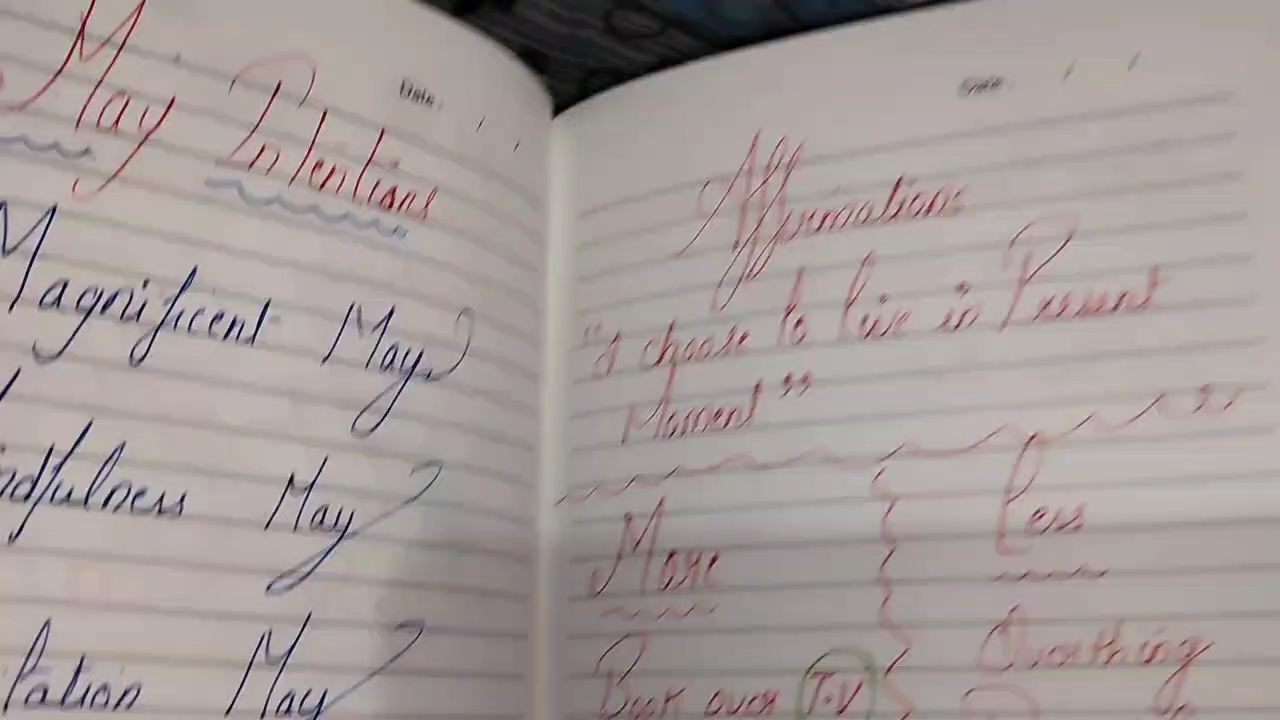 Date: / /
May Intentions
Magnificent May
May
May
Date: / /
Affirmations
"I choose to live in Present
Moment"
More
Less
Book over T.V